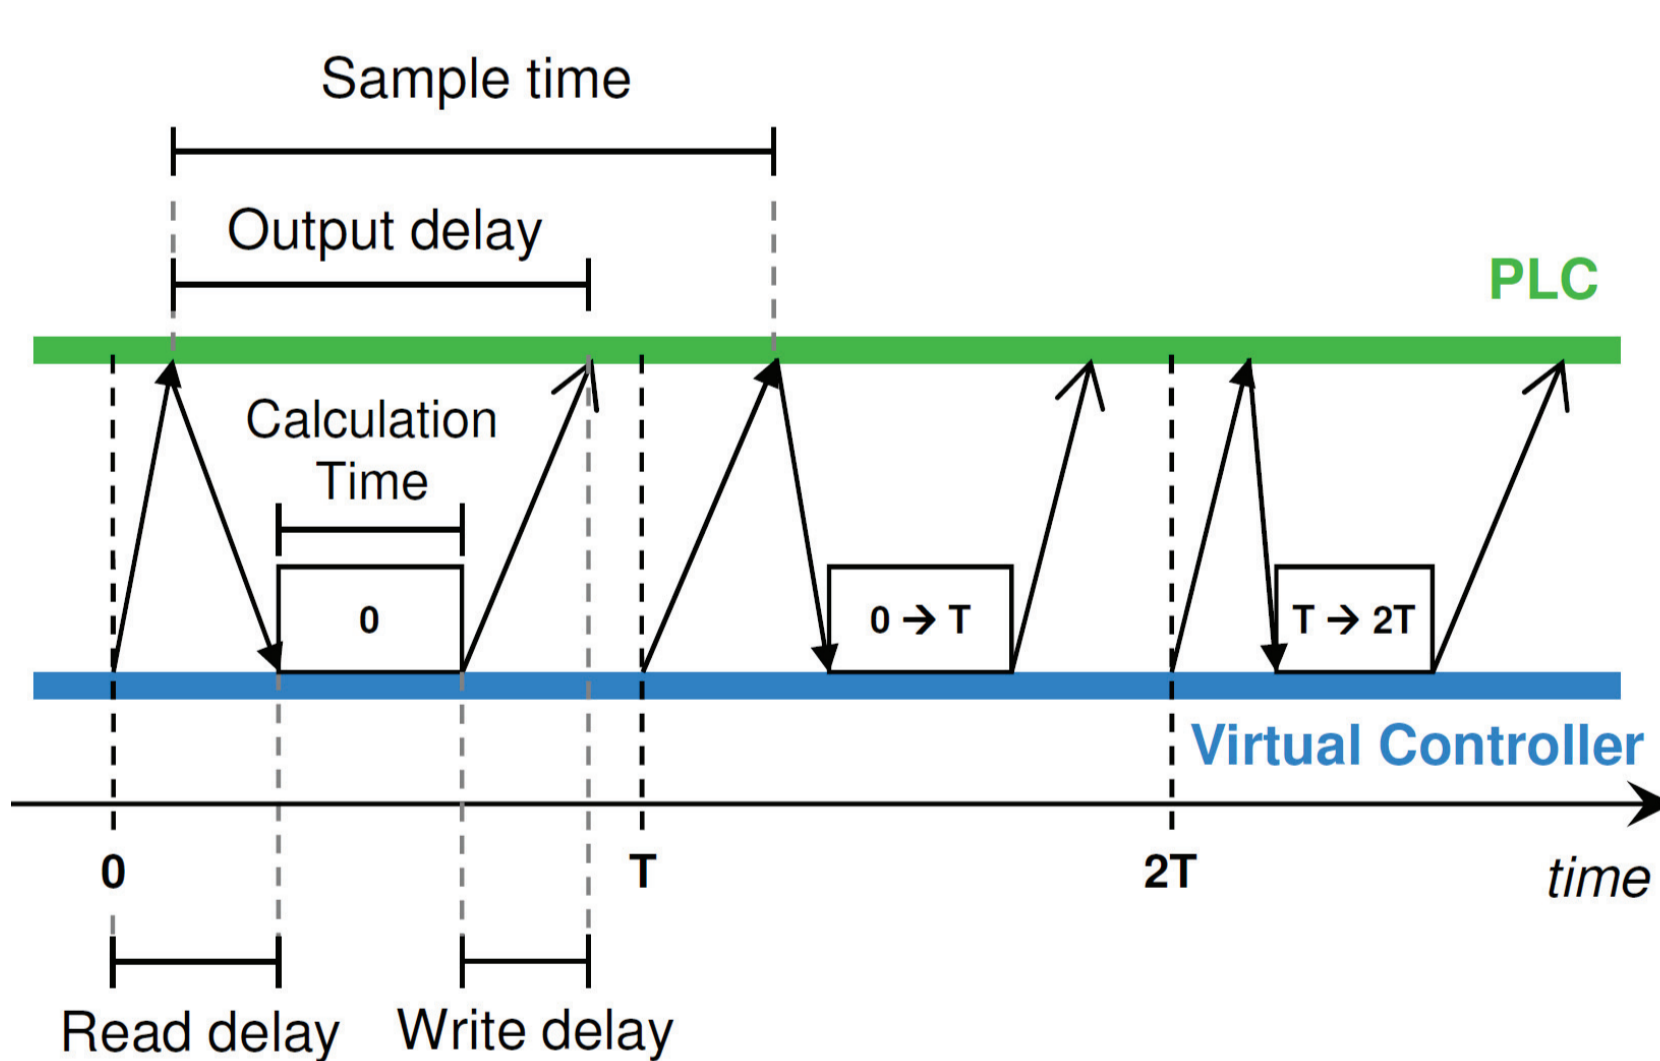 Sample time
Output delay
PLC
Calculation
Time
0
0 → T
T → 2T
Virtual Controller
0
T
2T
time
Read delay
Write delay